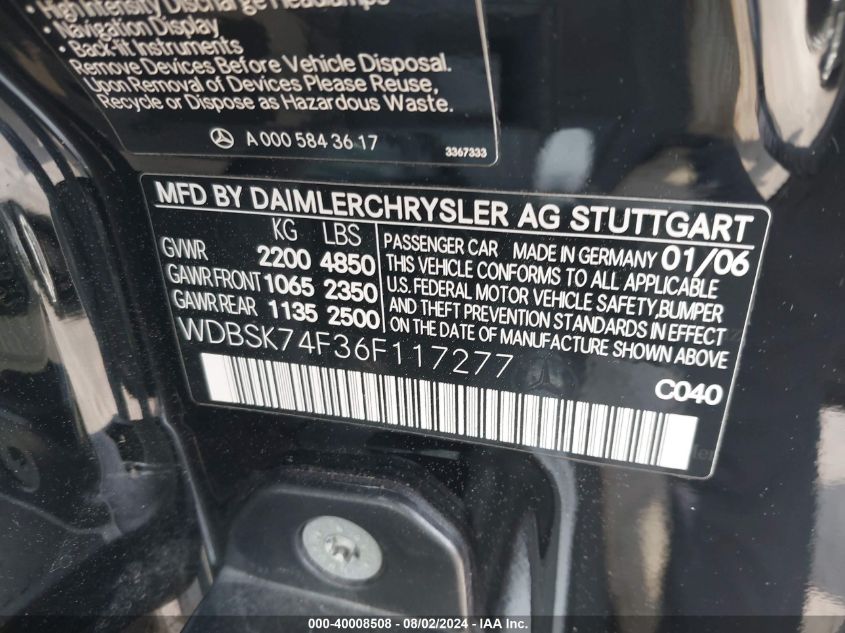 • High Intensity Discharge Headlamps
• Navigation Display
• Back-lit Instruments
Remove Devices Before Vehicle Disposal.
Upon Removal of Devices Please Reuse,
Recycle or Dispose as Hazardous Waste.
A 000 584 36 17
3367333
MFD BY DAIMLERCHRYSLER AG STUTTGART
KG LBS
GVWR 2200 4850
GAWR FRONT 1065 2350
GAWR REAR 1135 2500
PASSENGER CAR MADE IN GERMANY 01/06
THIS VEHICLE CONFORMS TO ALL APPLICABLE
U.S. FEDERAL MOTOR VEHICLE SAFETY,BUMPER
AND THEFT PREVENTION STANDARDS IN EFFECT
ON THE DATE OF MANUFACTURE SHOWN ABOVE
WDBSK74F36F117277
C040
000-40008508 - 08/02/2024 - IAA Inc.